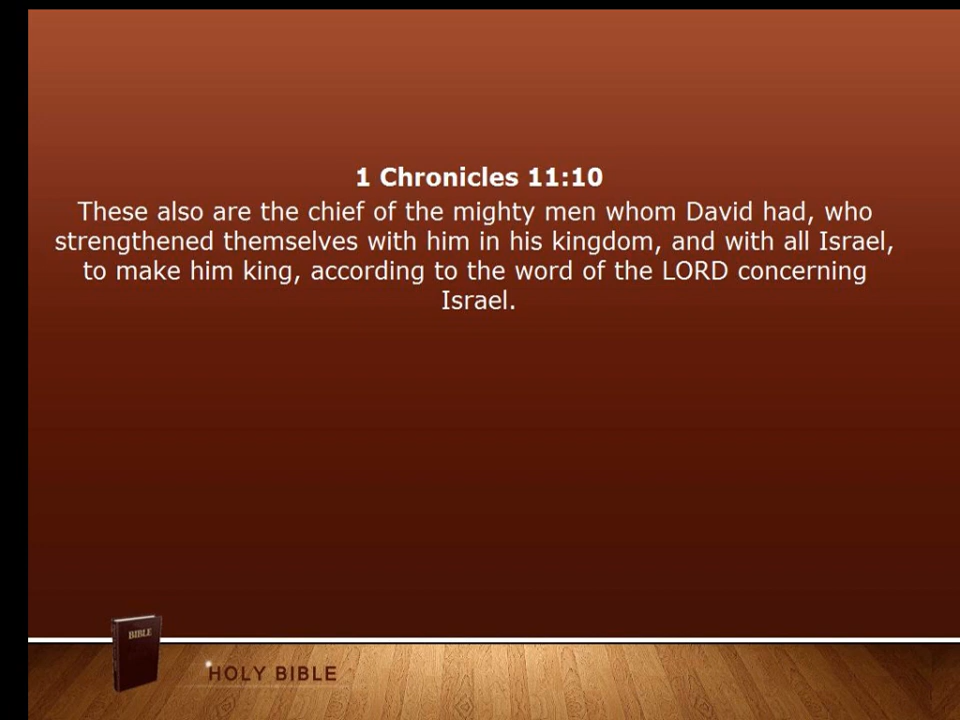 1 Chronicles 11:10
These also are the chief of the mighty men whom David had, who
strengthened themselves with him in his kingdom, and with all Israel,
to make him king, according to the word of the LORD concerning
Israel.
BIBLE
HOLY BIBLE